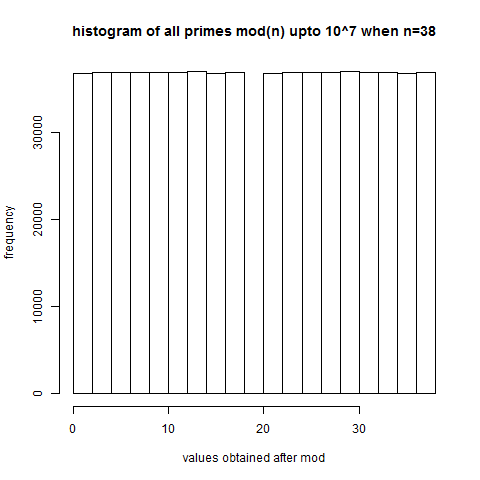 histogram of all primes mod(n) upto 10^7 when n=38
frequency
30000
20000
10000
0
0 10 20 30
values obtained after mod